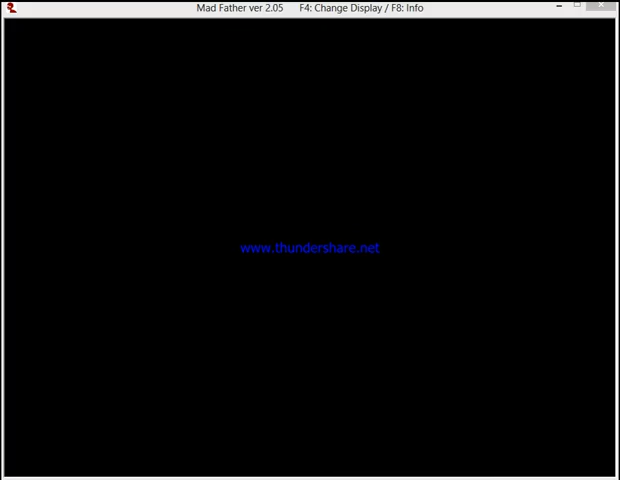 Mad Father ver 2.05 F4: Change Display / F8: Info
www.thundershare.net